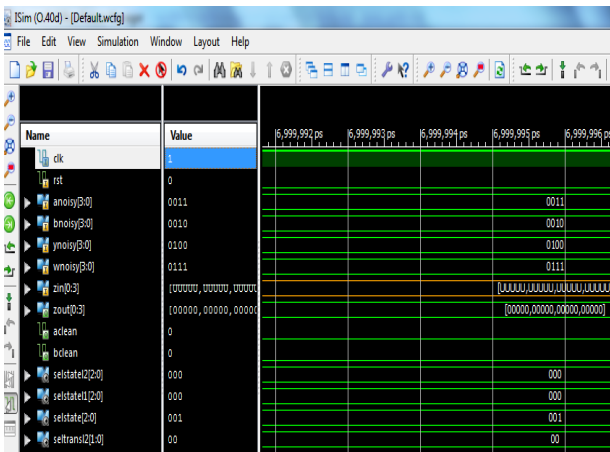 ISim (O.40d) - [Default.wcfg]
File Edit View Simulation Window Layout Help
Name Value
6,999,992 ps 6,999,993 ps 6,999,994 ps 6,999,995 ps 6,999,996 ps
clk 1
rst 0
anoisy[3:0] 0011 0011
bnoisy[3:0] 0010 0010
ynoisy[3:0] 0100 0100
wnoisy[3:0] 0111 0111
zin[0:3] [UUUUU,UUUUU,UUUUU [UUUUU,UUUUU,UUUUU,UUUUU
zout[0:3] [00000,00000,00000 [00000,00000,00000,00000]
aclean 0
bclean 0
selstatel2[2:0] 000 000
selstatel1[2:0] 000 000
selstate[2:0] 001 001
seltransl2[1:0] 00 00